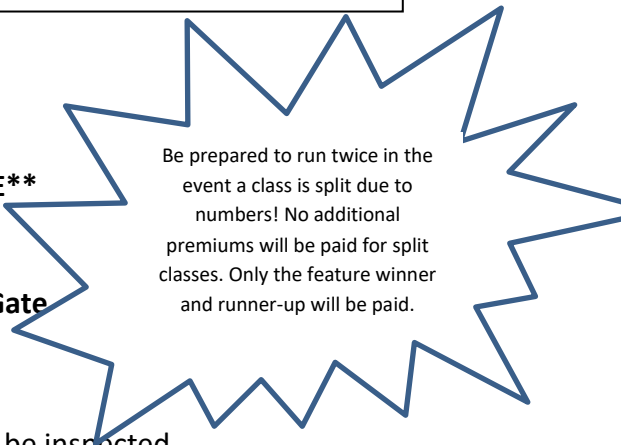 E**
Be prepared to run twice in the
event a class is split due to
numbers! No additional
premiums will be paid for split
classes. Only the feature winner
and runner-up will be paid.
Gate
be inspected